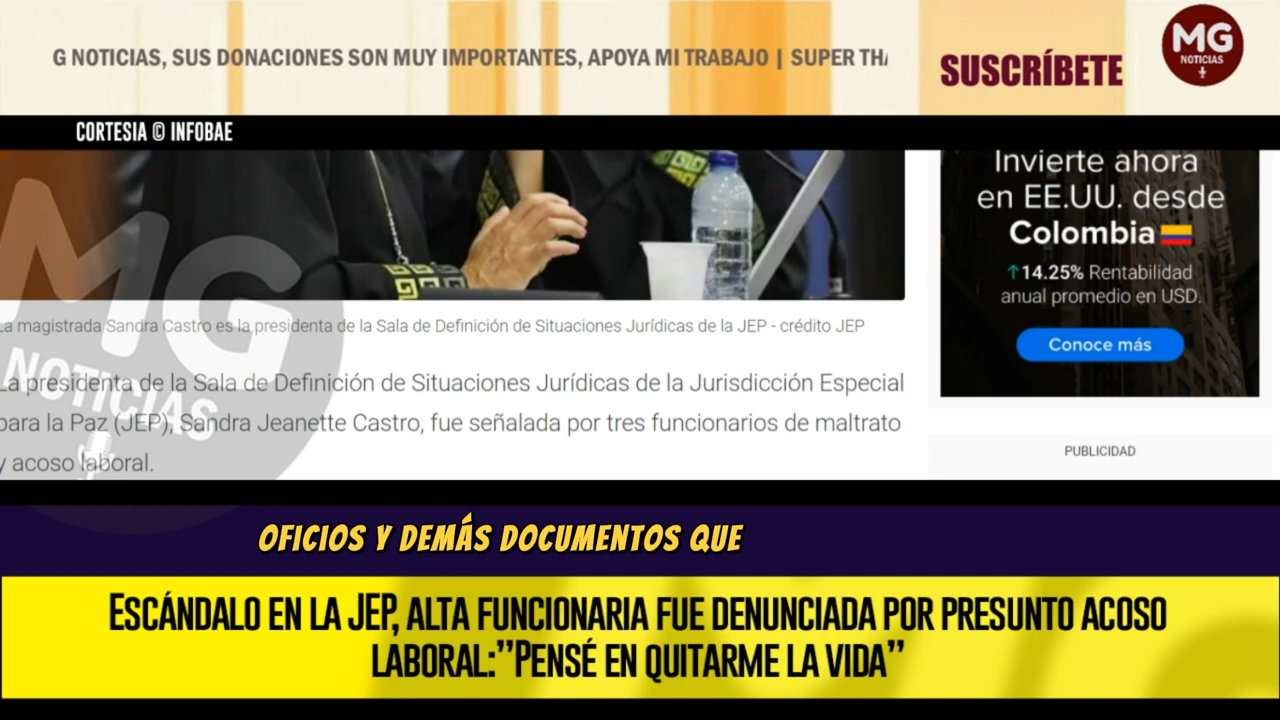 G NOTICIAS, SUS DONACIONES SON MUY IMPORTANTES, APOYA MI TRABAJO | SUPER THA
SUSCRÍBETE
MG
NOTICIAS
CORTESIA © INFOBAE
Invierte ahora
en EE.UU. desde
Colombia
↑14.25% Rentabilidad
anual promedio en USD.
Conoce más
La magistrada Sandra Castro es la presidenta de la Sala de Definición de Situaciones Jurídicas de la JEP - crédito JEP
MG
NOTICIAS
La presidenta de la Sala de Definición de Situaciones Jurídicas de la Jurisdicción Especial
para la Paz (JEP), Sandra Jeanette Castro, fue señalada por tres funcionarios de maltrato
y acoso laboral.
PUBLICIDAD
OFICIOS Y DEMÁS DOCUMENTOS QUE
ESCÁNDALO EN LA JEP, ALTA FUNCIONARIA FUE DENUNCIADA POR PRESUNTO ACOSO
LABORAL:”PENSÉ EN QUITARME LA VIDA”